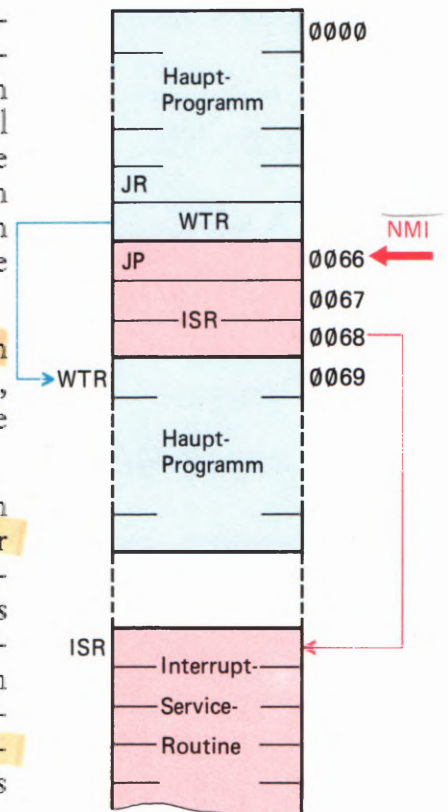 0000
Haupt-
Programm
JR
WTR
NMI
JP
0066
0067
ISR
0068
WTR
0069
Haupt-
Programm
ISR
Interrupt-
Service-
Routine